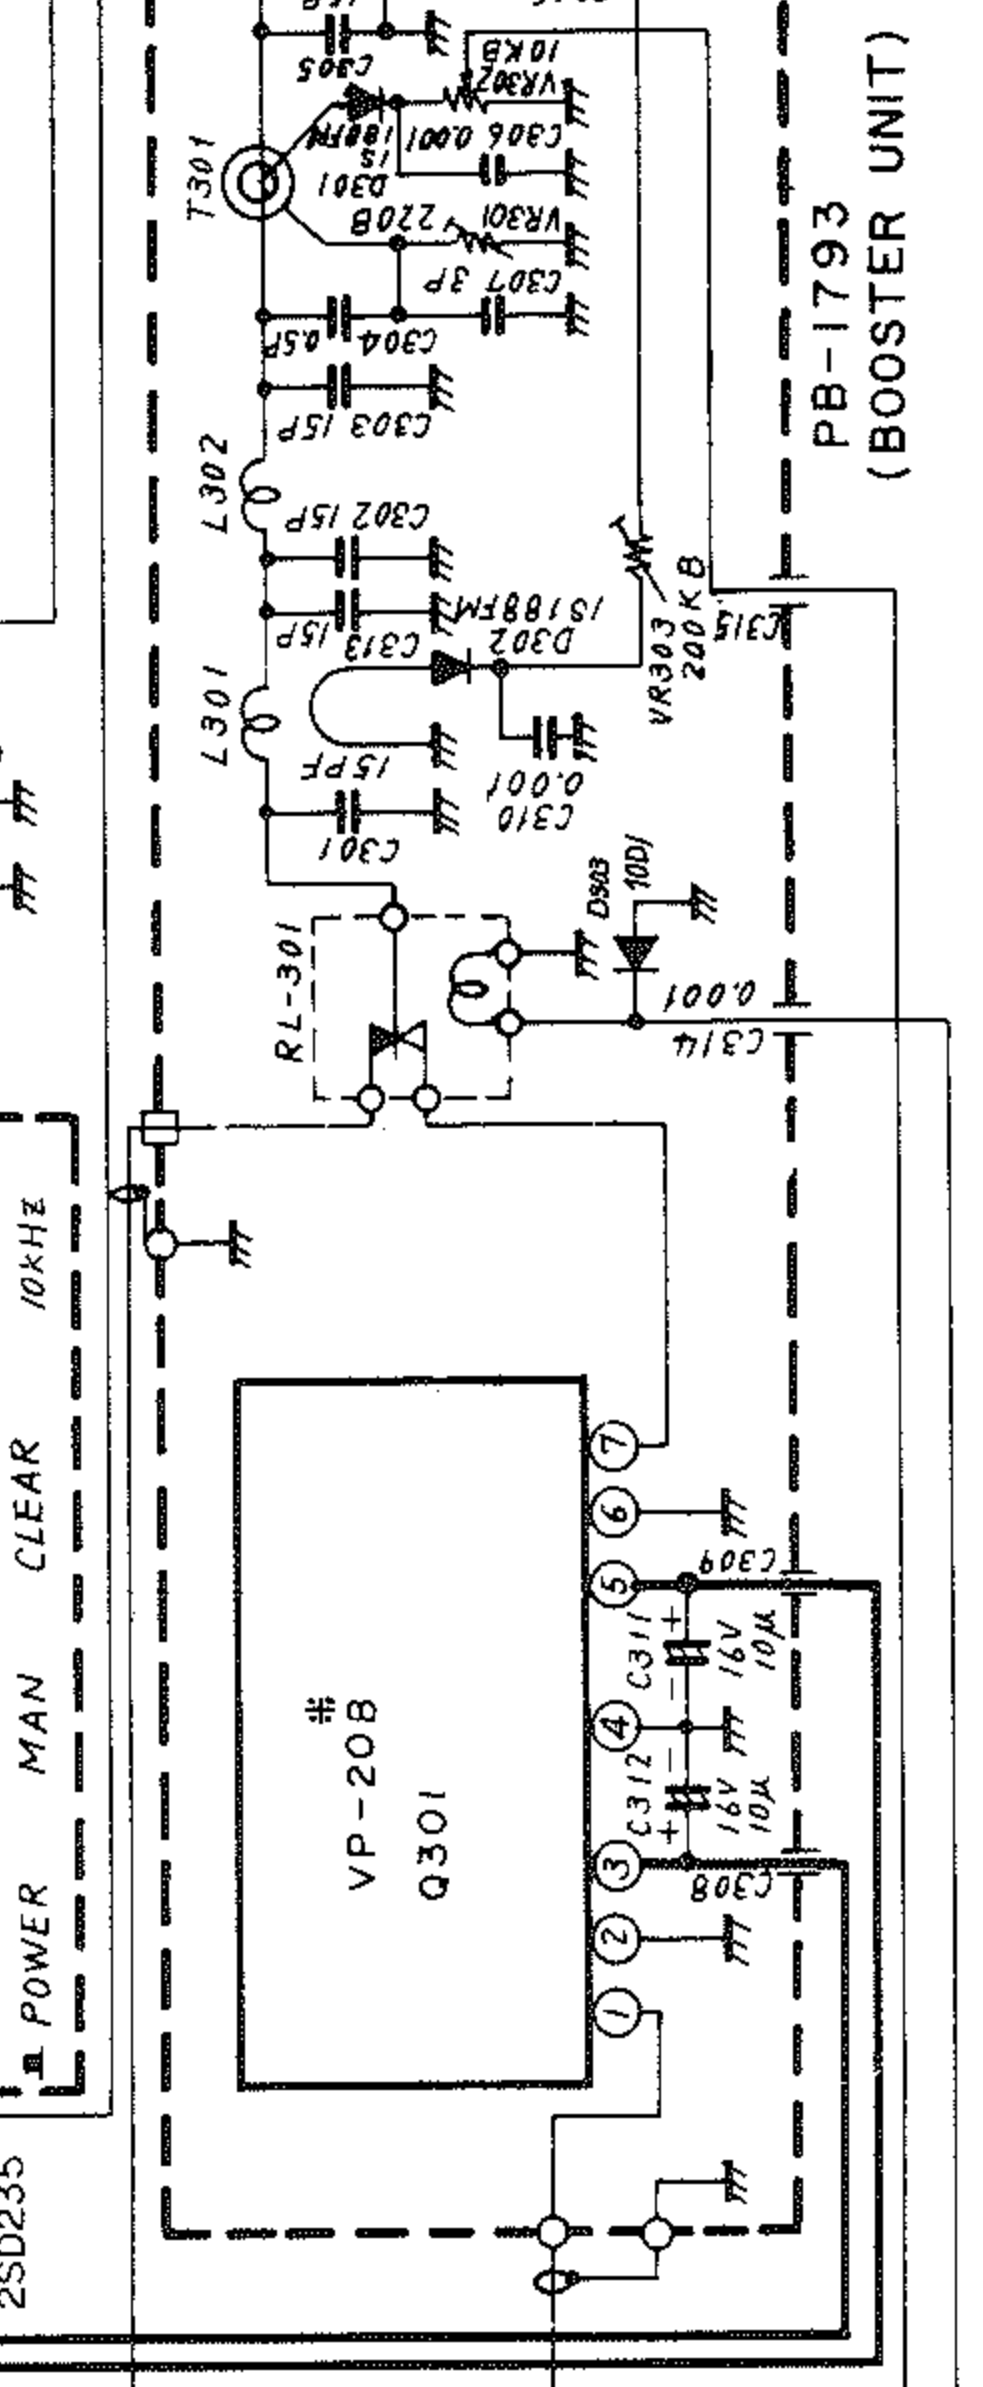 C305
10KB
VR302
T301
1S
188FM
D301
C306 0.001
220B
VR301
C307 3P
0.5P
C304
C303 15P
L302
C302 15P
15P
C313
1S188FM
D302
L301
VR303
200KB
C315
15PF
C301
0.001
C310
PB-1793
(BOOSTER UNIT)
RL-301
10D1
0.001
C314
10KHZ
CLEAR
MAN
POWER
※
VP-20B
Q301
7
6
5
4
3
2
1
C309
C311
+
-
16V
10μ
C312
-
+
16V
10μ
C308
2SD235